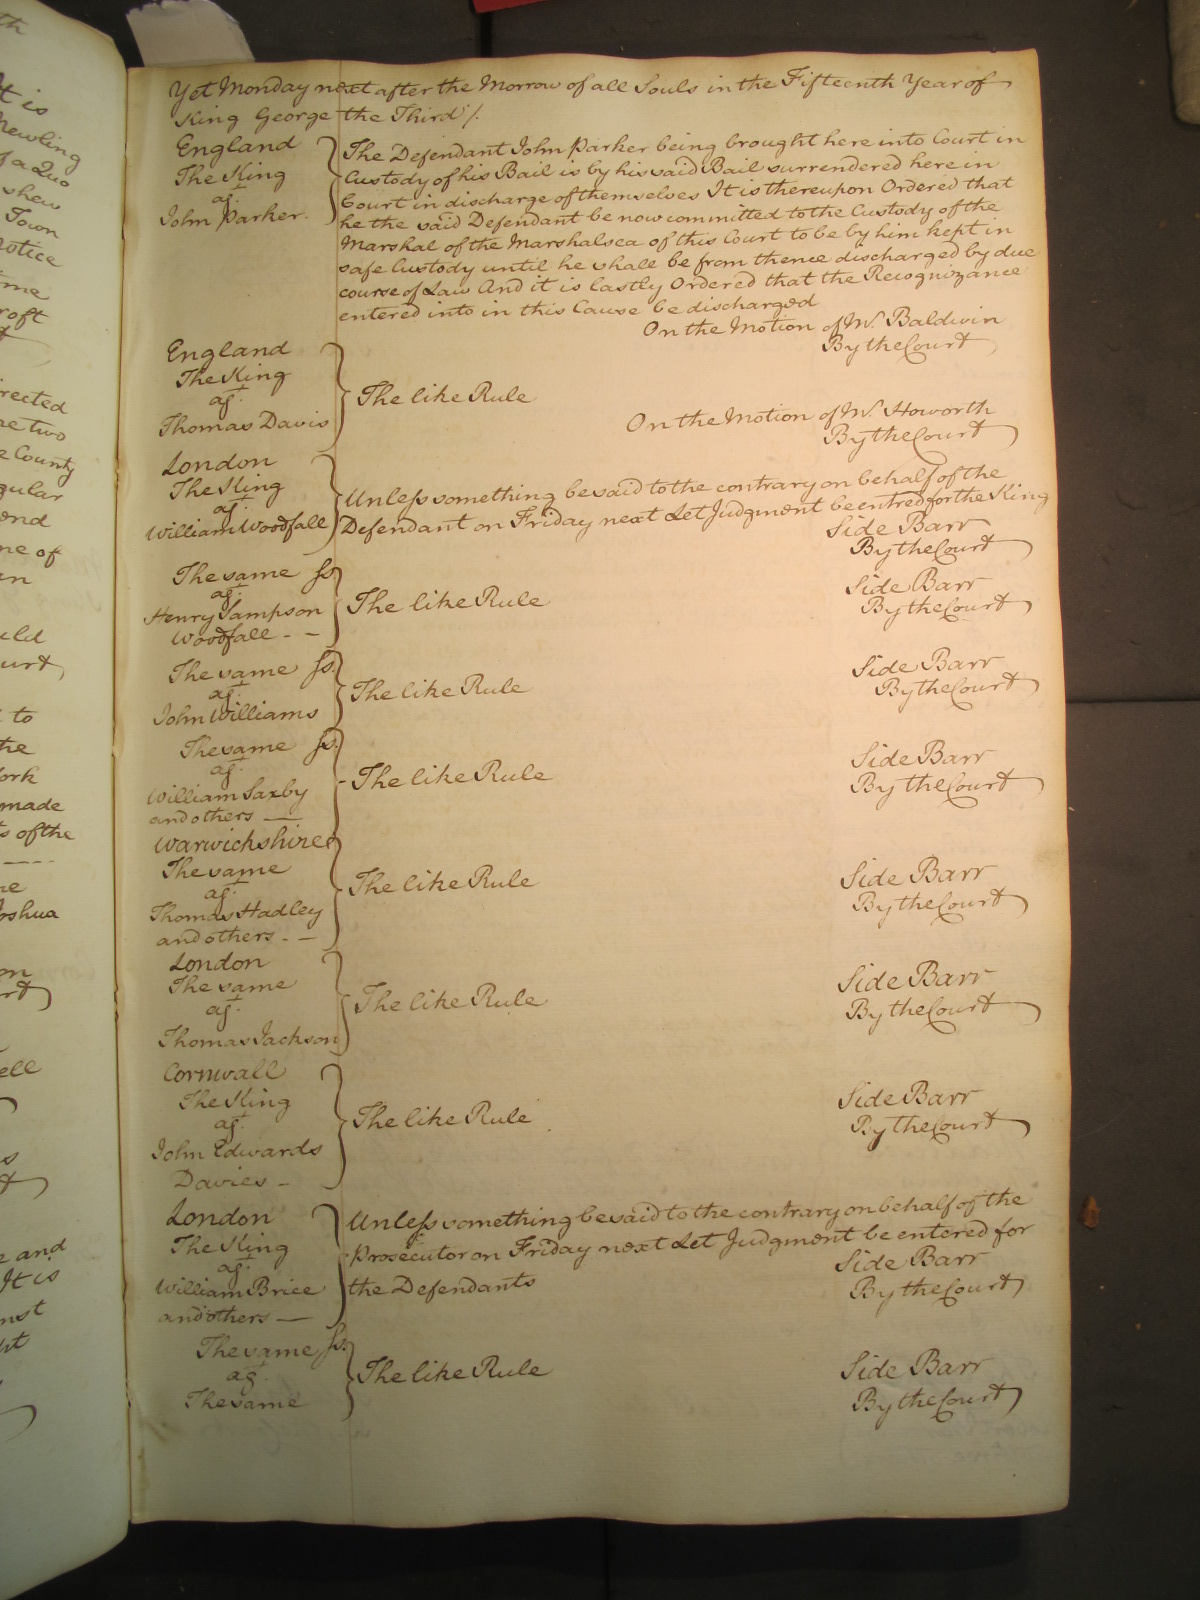 Yet Monday next after the Morrow of all Souls in the Fifteenth Year of
King George the Third /.
England
The King
agt.
John Parker.
The Defendant John Parker being brought here into Court in
Custody of his Bail is by his said Bail surrendered here in
Court in discharge of themselves It is thereupon Ordered that
he the said Defendant be now committed to the Custody of the
Marshal of the Marshalsea of this Court to be by him kept in
safe Custody until he shall be from thence discharged by due
course of Law And it is lastly Ordered that the Recognizance
entered into in this Cause be discharged
On the Motion of Mr. Baldwin
By the Court
England
The King
agt.
Thomas Davis
The like Rule
On the Motion of Mr. Howorth
By the Court
London
The King
agt.
William Woodfall
Unless something be said to the contrary on behalf of the
Defendant on Friday next Let Judgment be entred for the King
Side Barr
By the Court
The same ss.
agt.
Henry Sampson
Woodfall - -
The like Rule
Side Barr
By the Court
The same ss.
agt.
John Williams
The like Rule
Side Barr
By the Court
The same ss.
agt.
William Saxby
and others —
The like Rule
Side Barr
By the Court
Warwickshire
The same
agt.
Thomas Hadley
and others - -
The like Rule
Side Barr
By the Court
London
The same
agt.
Thomas Jackson
The like Rule
Side Barr
By the Court
Cornwall
The King
agt.
John Edwards
Davies -
The like Rule
Side Barr
By the Court
London
The King
agt.
William Brice
and others —
Unless something be said to the contrary on behalf of the
Prosecutor on Friday next Let Judgment be entered for
the Defendants
Side Barr
By the Court
The same ss.
agt.
The same
The like Rule
Side Barr
By the Court